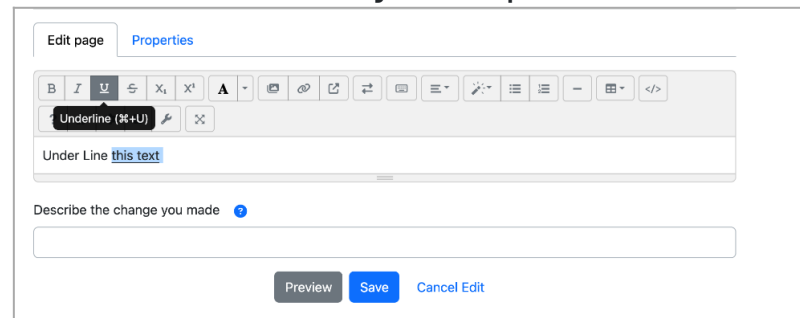 Edit page Properties
B I U S X₁ X² A
Underline (⌘+U)
Under Line this text
Describe the change you made ?
Preview Save Cancel Edit